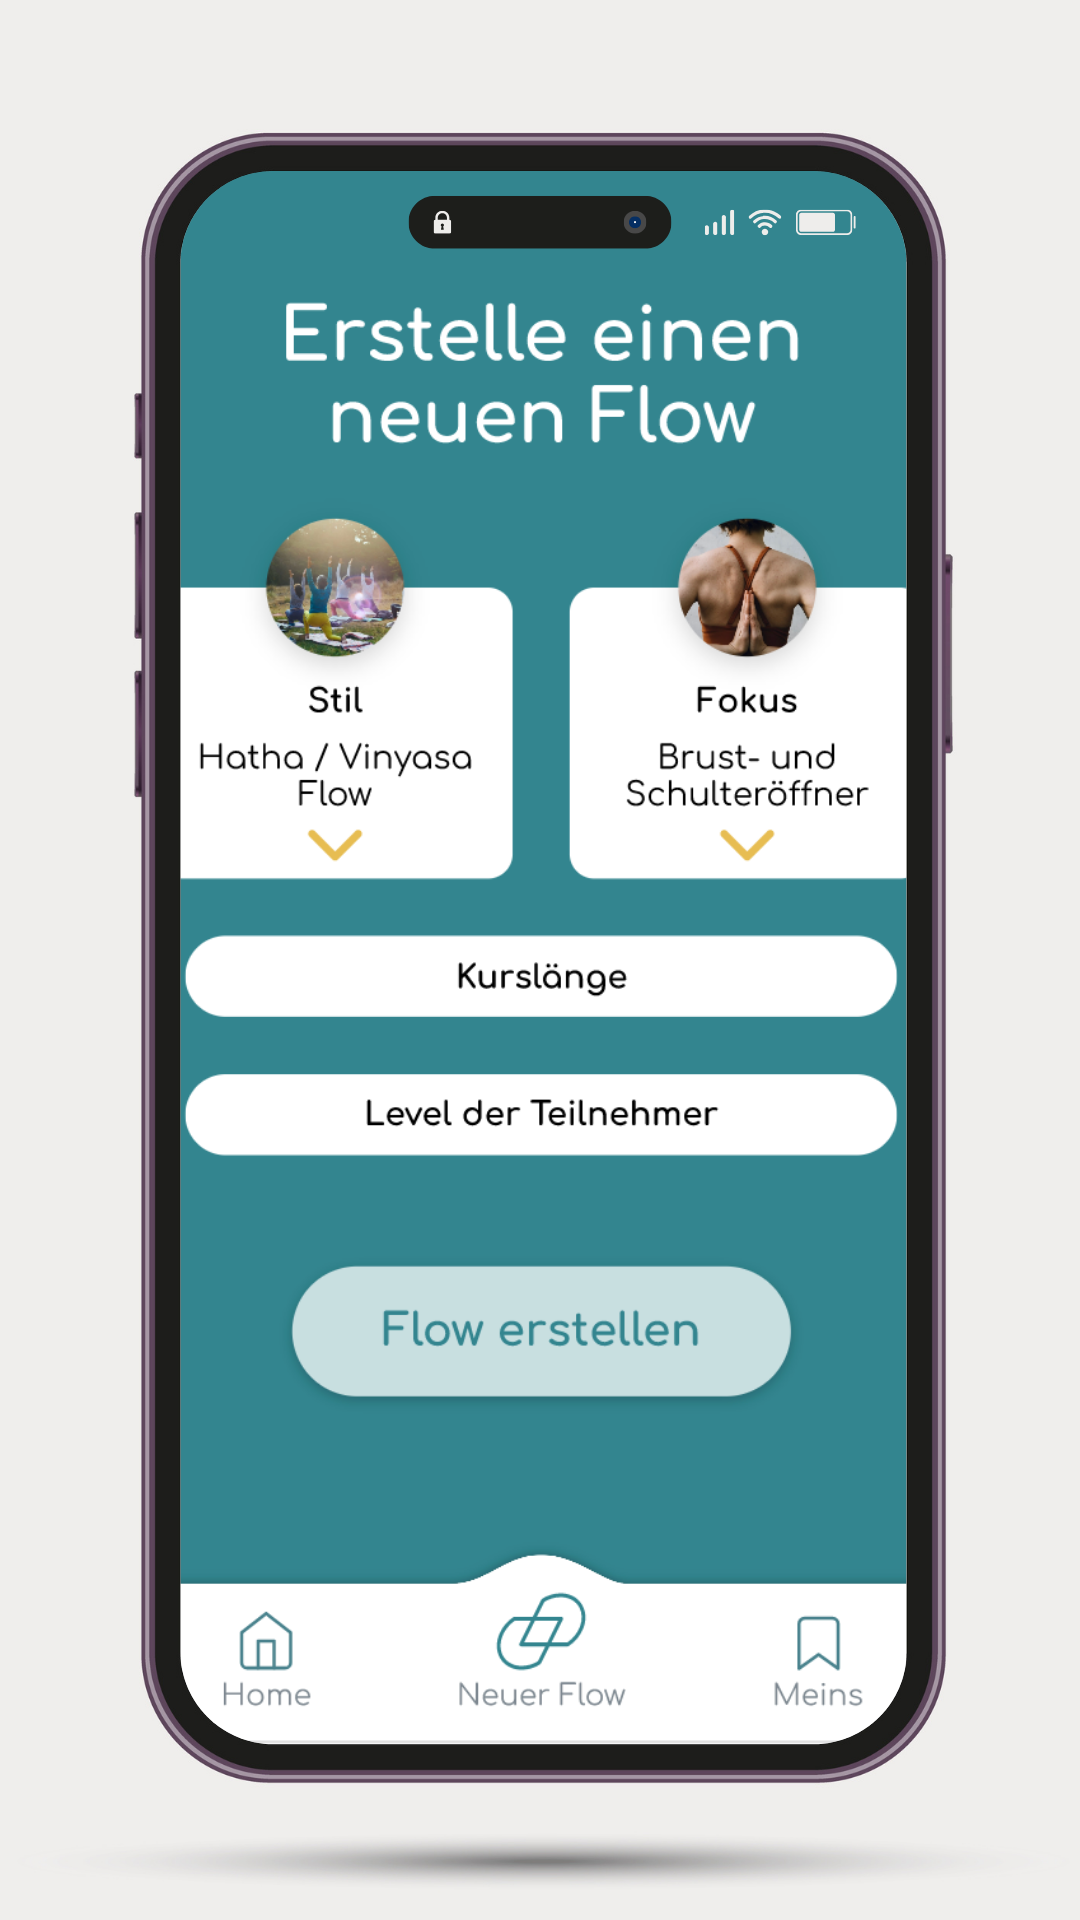 Erstelle einen
neuen Flow
Stil
Hatha / Vinyasa
Flow
Fokus
Brust- und
Schulteröffner
Kurslänge
Level der Teilnehmer
Flow erstellen
Home
Neuer Flow
Meins